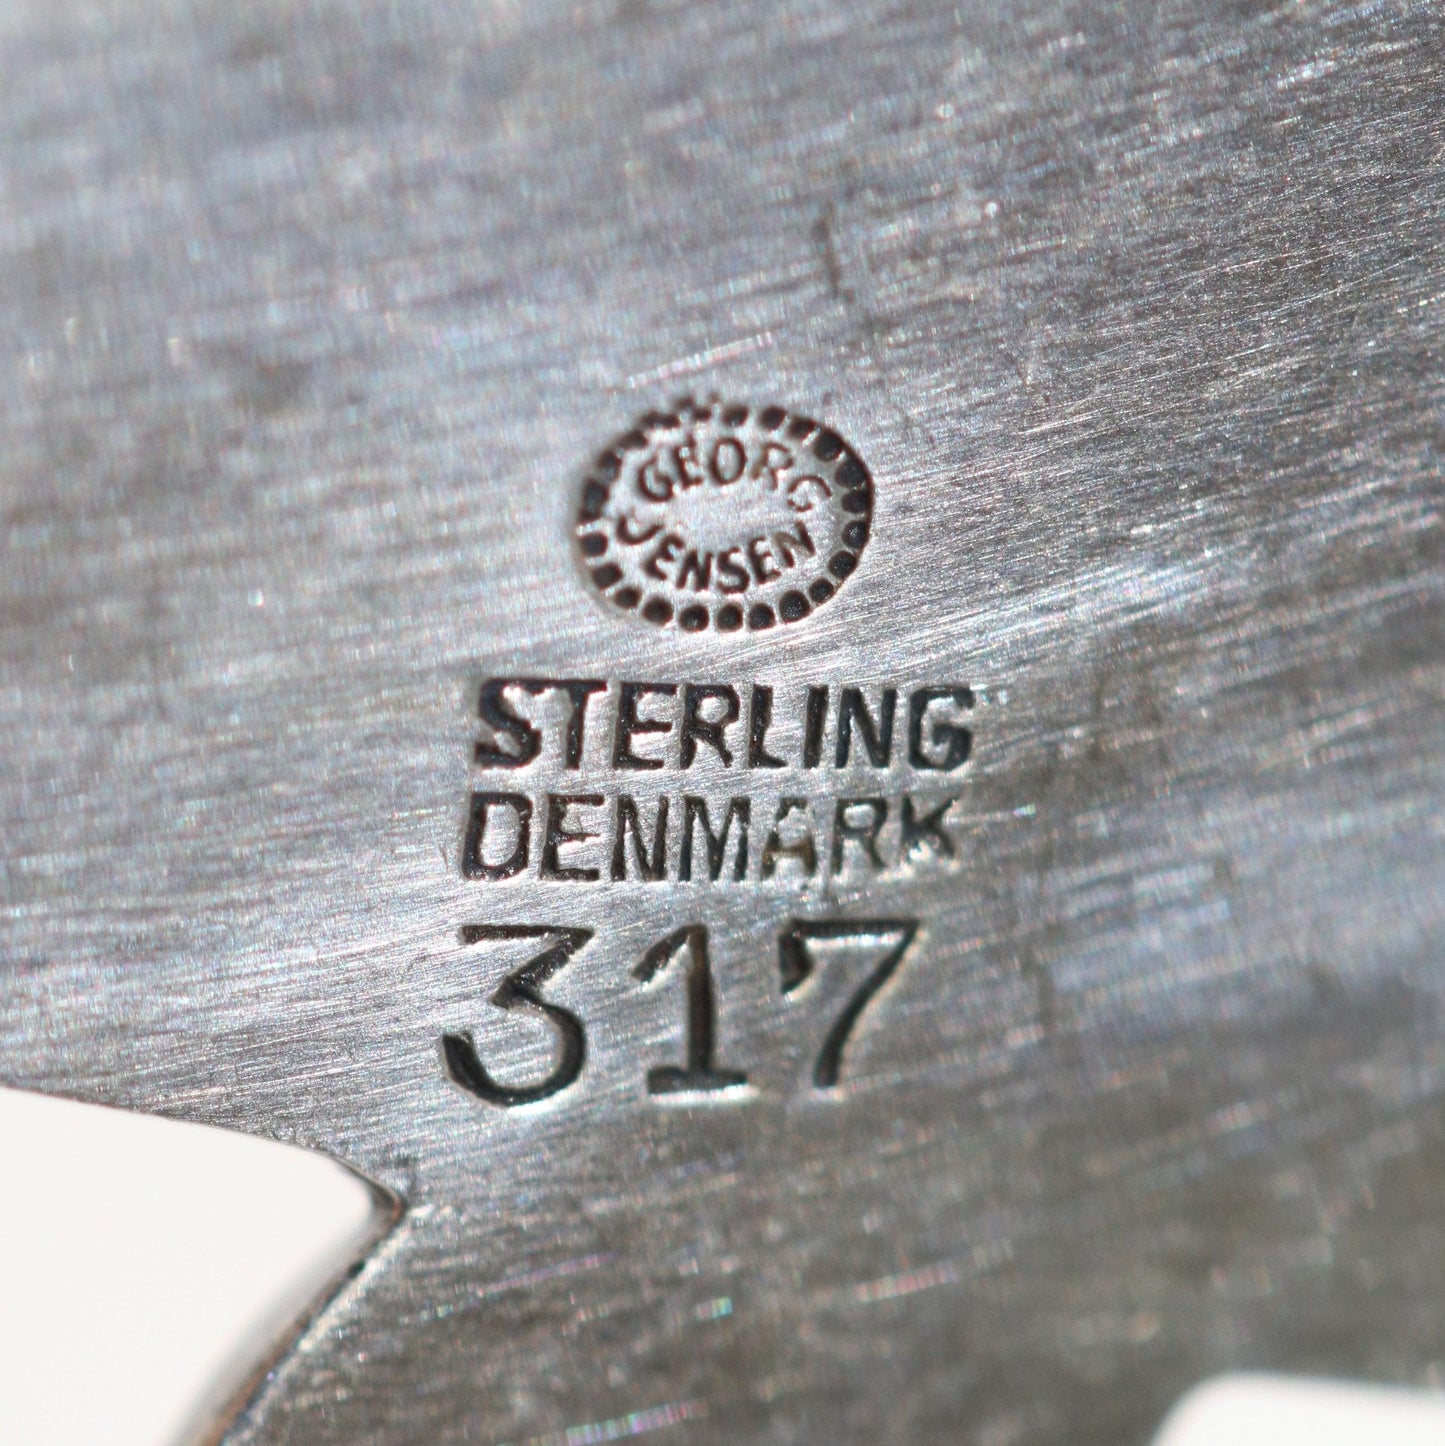 GEORG
JENSEN
STERLING
DENMARK
317